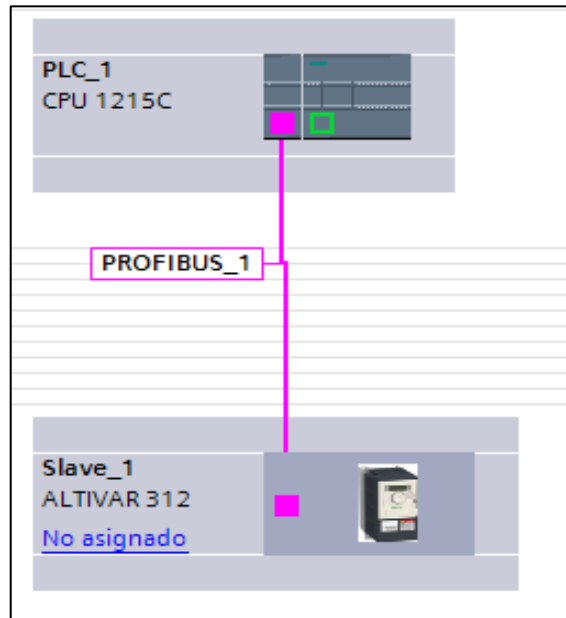 PLC_1
CPU 1215C
PROFIBUS_1
Slave_1
ALTIVAR 312
No asignado